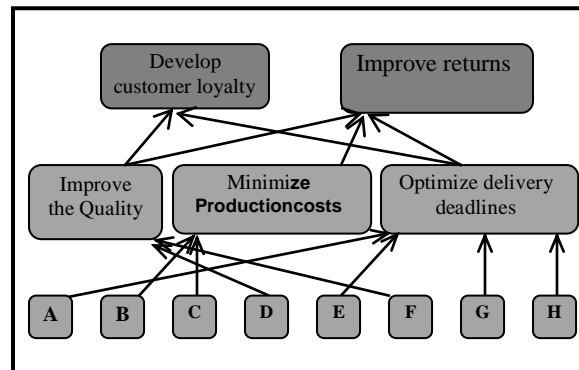 Develop
customer loyalty
Improve returns
Improve
the Quality
Minimize
Productioncosts
Optimize delivery
deadlines
A B C D E F G H